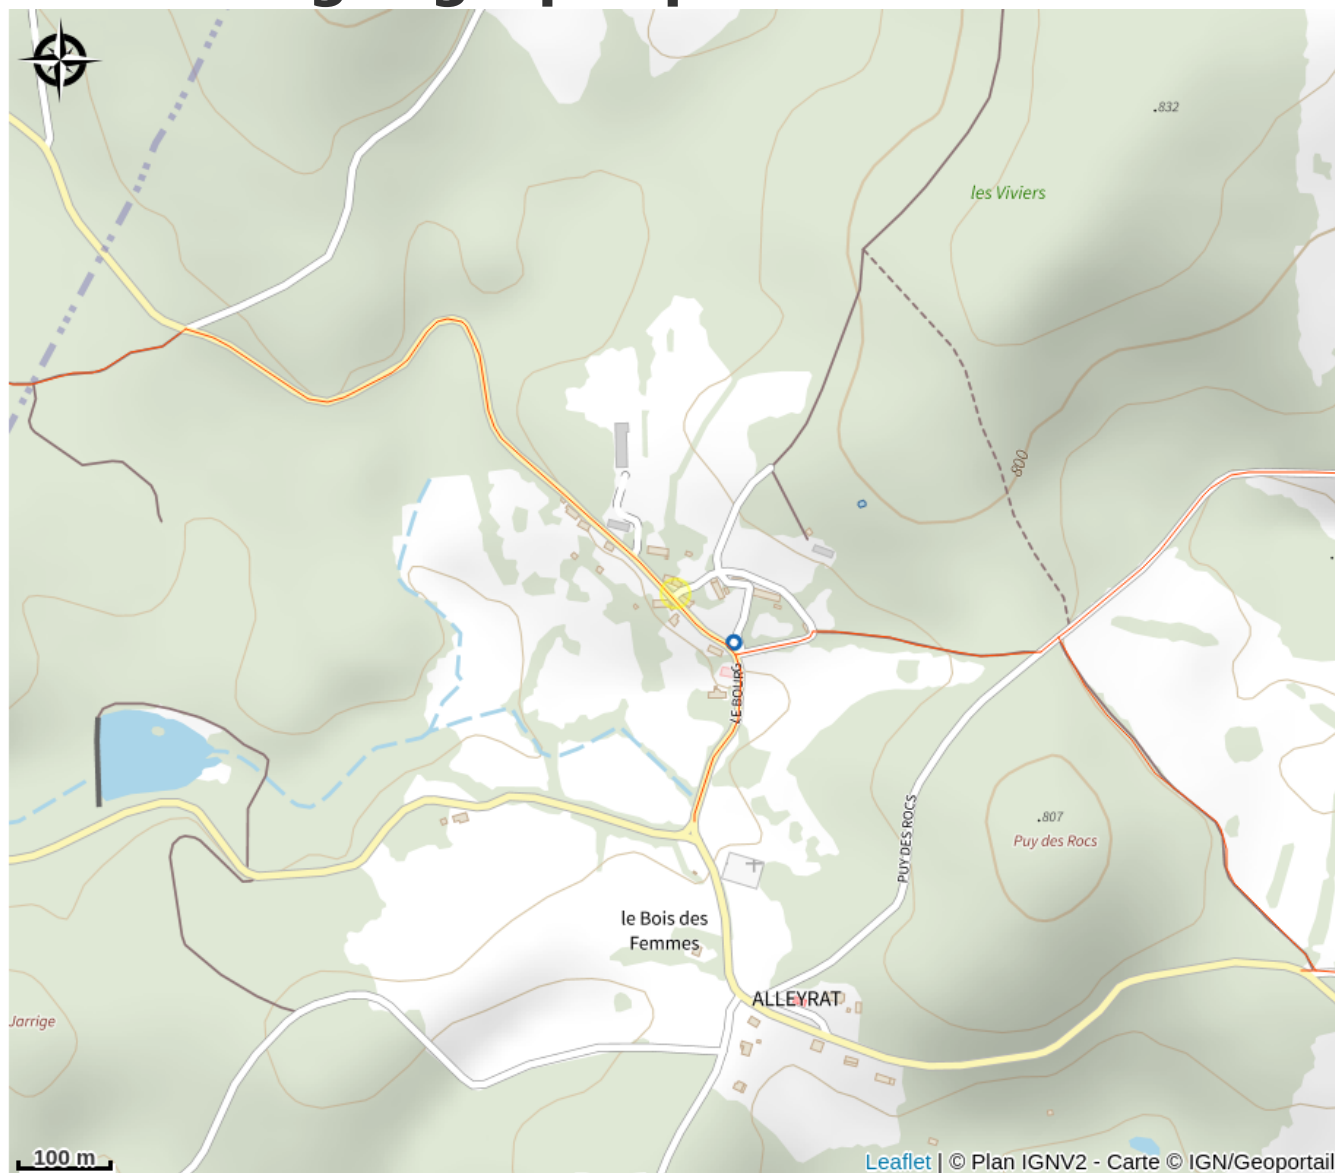 .832
les Viviers
800
LE BOURG
PUY DES ROCS
.807
Puy des Rocs
le Bois des
Femmes
ALLEYRAT
Jarrige
100 m
Leaflet | © Plan IGNV2 - Carte © IGN/Geoportail